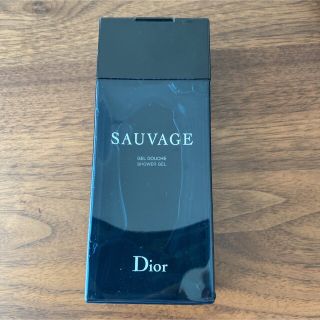 SAUVAGE
GEL DOUCHE
SHOWER GEL
Dior